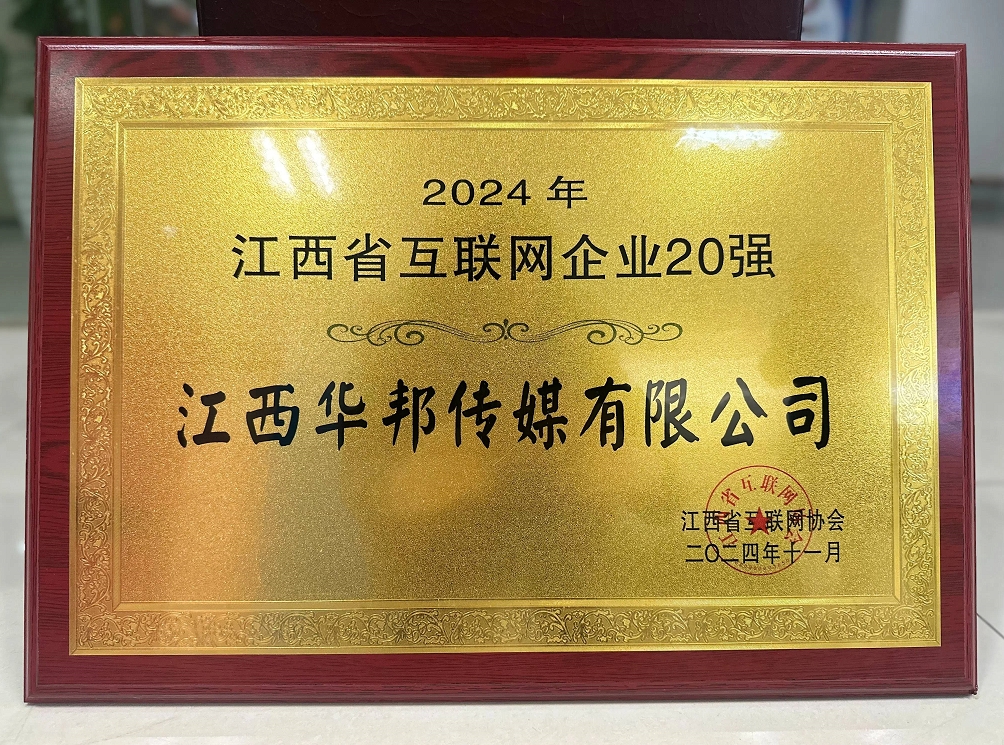 2024 年
江西省互联网企业20强
江西华邦传媒有限公司
江西省互联网协会
二〇二四年十一月